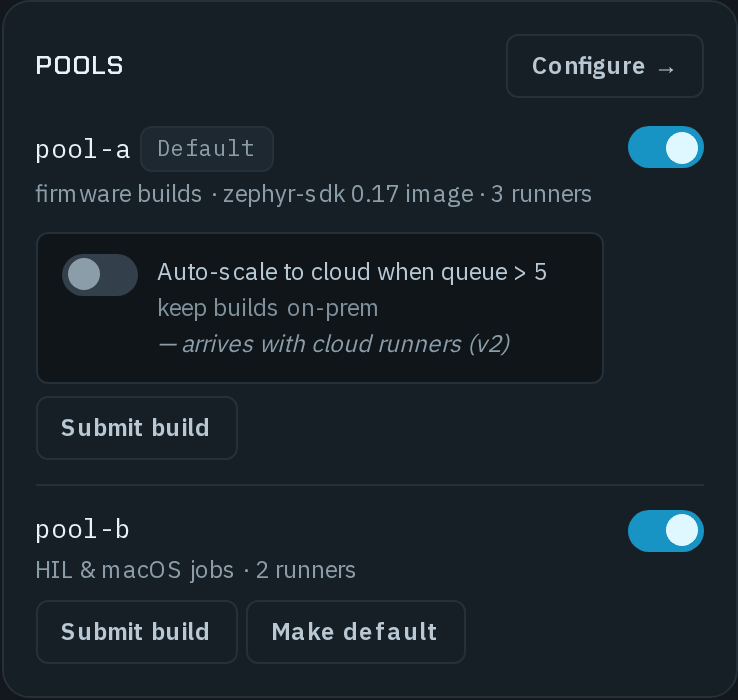 POOLS
Configure →
pool-a Default
firmware builds · zephyr-sdk 0.17 image · 3 runners
Auto-scale to cloud when queue > 5
keep builds on-prem
— arrives with cloud runners (v2)
Submit build
pool-b
HIL & macOS jobs · 2 runners
Submit build Make default